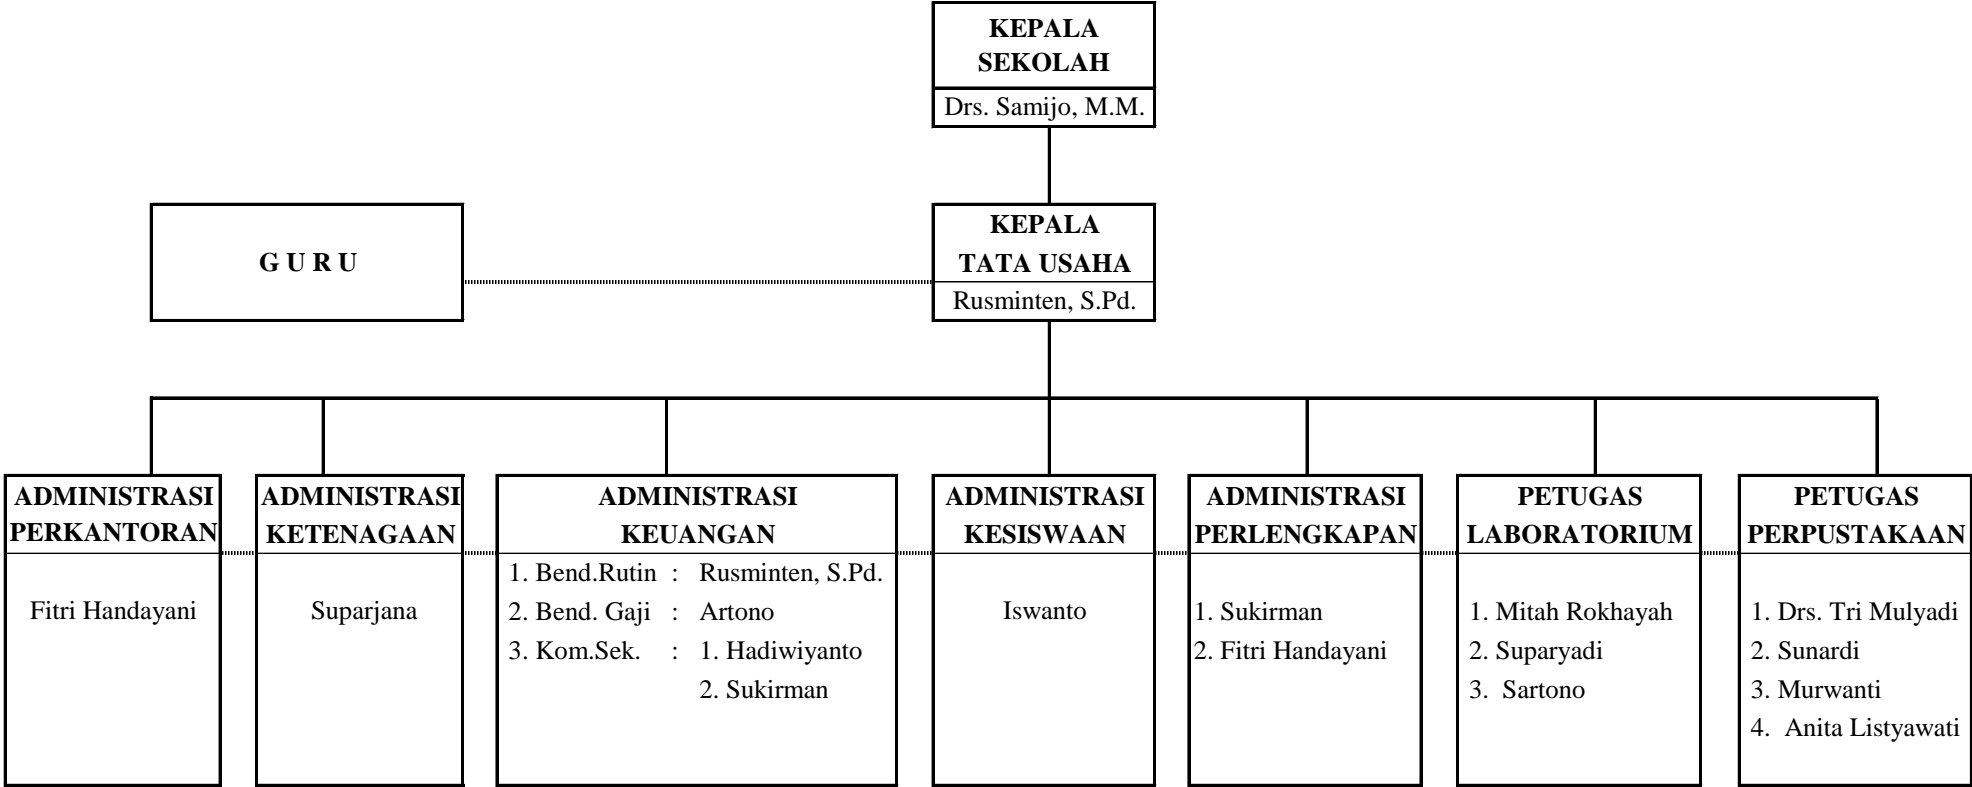 KEPALA
SEKOLAH
Drs. Samijo, M.M.
G U R U
KEPALA
TATA USAHA
Rusminten, S.Pd.
ADMINISTRASI
PERKANTORAN
Fitri Handayani
ADMINISTRASI
KETENAGAAN
Suparjana
ADMINISTRASI
KEUANGAN
1. Bend.Rutin : Rusminten, S.Pd.
2. Bend. Gaji : Artono
3. Kom.Sek. : 1. Hadiwiyanto
2. Sukirman
ADMINISTRASI
KESISWAAN
Iswanto
ADMINISTRASI
PERLENGKAPAN
1. Sukirman
2. Fitri Handayani
PETUGAS
LABORATORIUM
1. Mitah Rokhayah
2. Suparyadi
3. Sartono
PETUGAS
PERPUSTAKAAN
1. Drs. Tri Mulyadi
2. Sunardi
3. Murwanti
4. Anita Listyawati